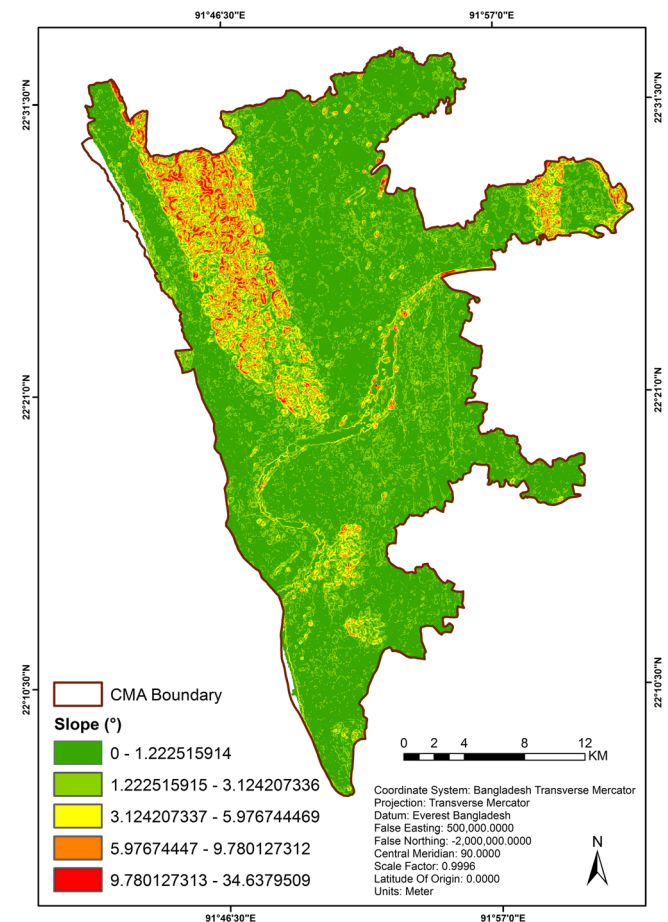 91°46'30"E
91°57'0"E
22°31'30"N
22°31'30"N
22°21'0"N
22°21'0"N
22°10'30"N
22°10'30"N
CMA Boundary
Slope (°)
0 - 1.222515914
1.222515915 - 3.124207336
3.124207337 - 5.976744469
5.97674447 - 9.780127312
9.780127313 - 34.6379509
0 2 4 8 12
KM
Coordinate System: Bangladesh Transverse Mercator
Projection: Transverse Mercator
Datum: Everest Bangladesh
False Easting: 500,000.0000
False Northing: -2,000,000.0000
Central Meridian: 90.0000
Scale Factor: 0.9996
Latitude Of Origin: 0.0000
Units: Meter
N
91°46'30"E
91°57'0"E